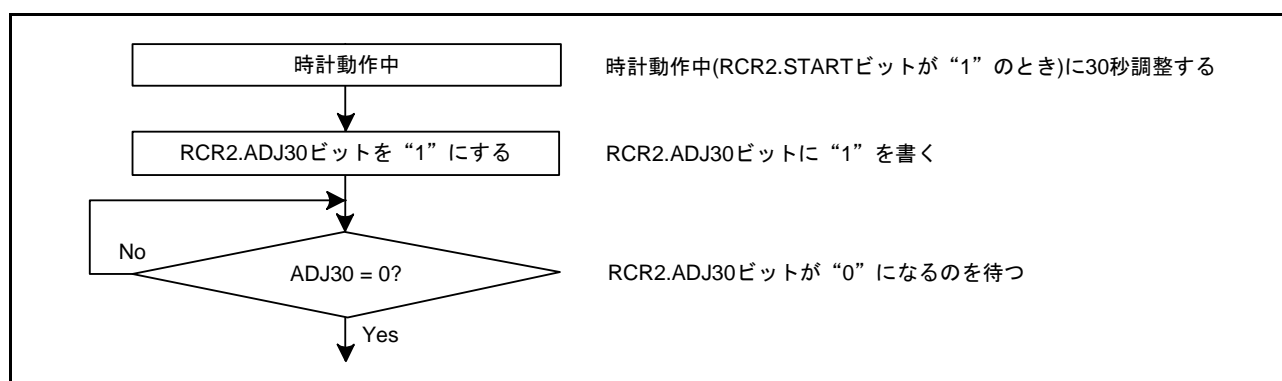 時計動作中
時計動作中(RCR2.STARTビットが“1”のとき)に30秒調整する
RCR2.ADJ30ビットを“1”にする
RCR2.ADJ30ビットに“1”を書く
No
ADJ30 = 0?
RCR2.ADJ30ビットが“0”になるのを待つ
Yes